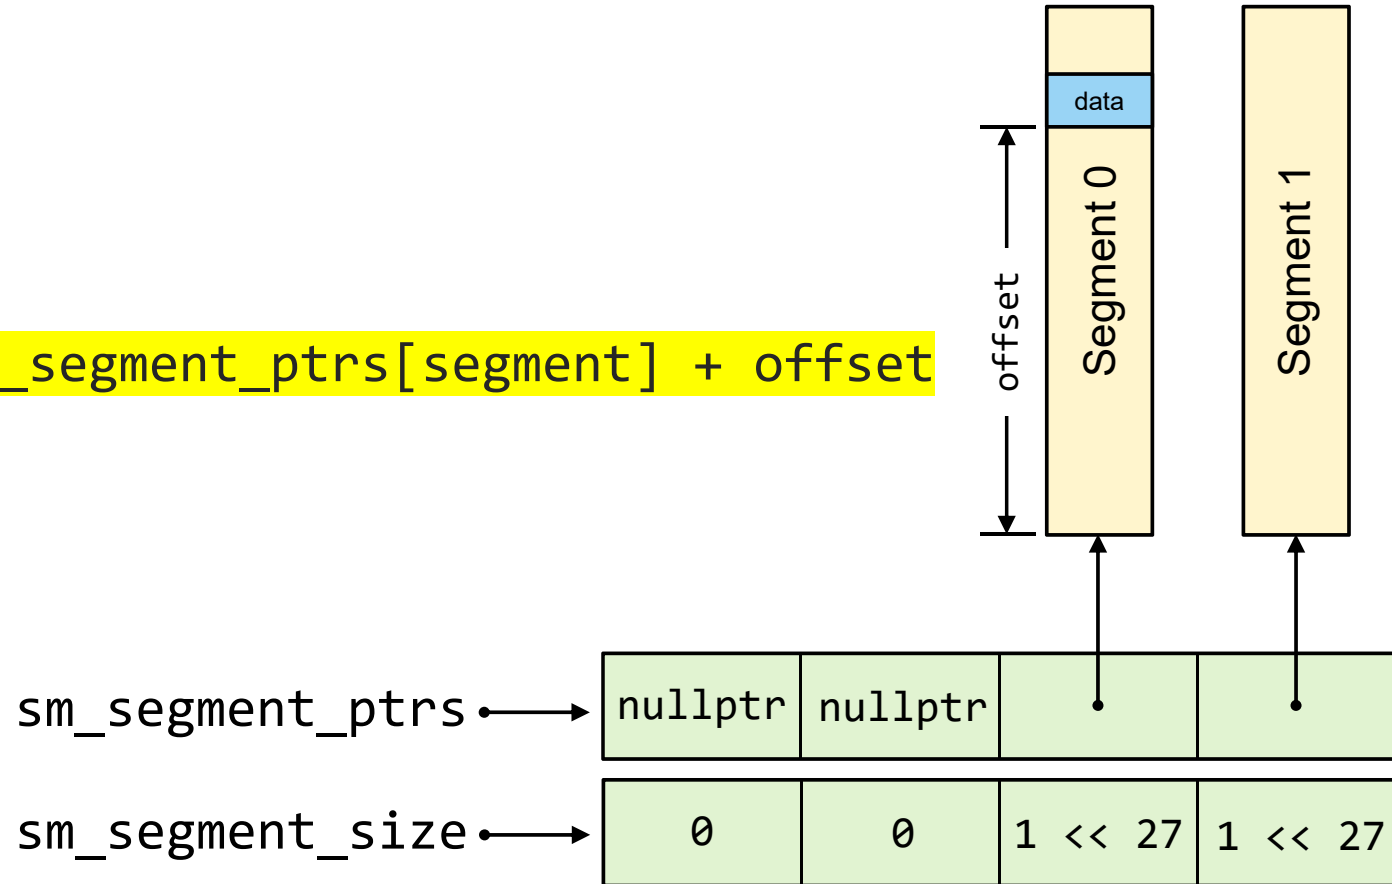 data
Segment 0
Segment 1
offset
_segment_ptrs[segment] + offset
sm_segment_ptrs
nullptr
nullptr
sm_segment_size
0
0
1 << 27
1 << 27